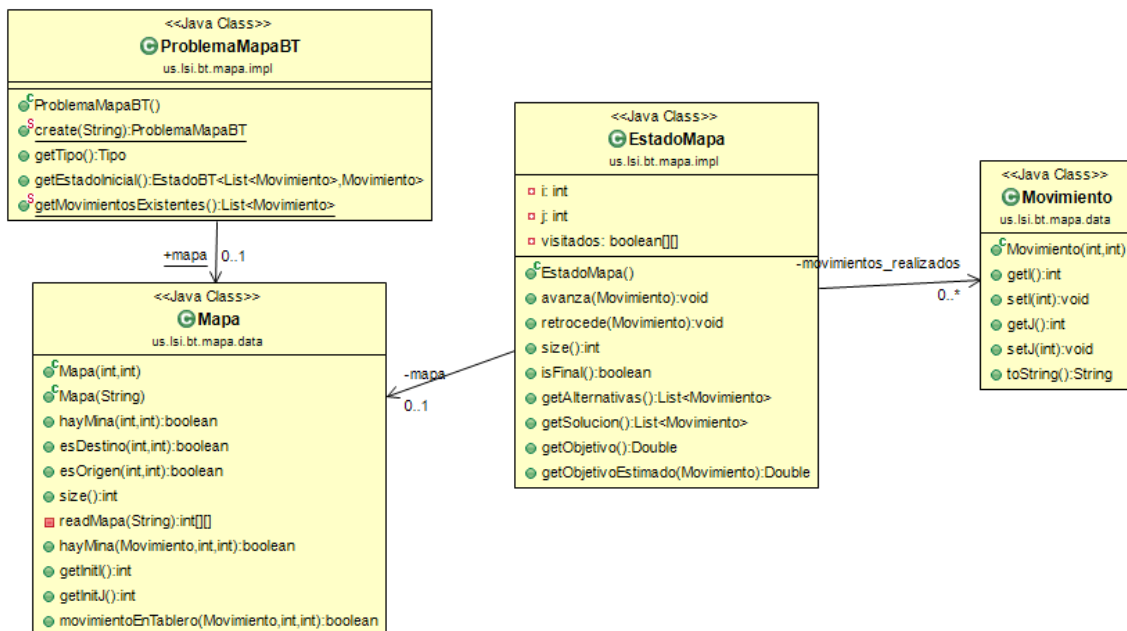 <<Java Class>>
ProblemaMapaBT
us.lsi.bt.mapa.impl
ProblemaMapaBT()
create(String):ProblemaMapaBT
getTipo():Tipo
getEstadoInicial():EstadoBT<List<Movimiento>,Movimiento>
getMovimientosExistentes():List<Movimiento>
+mapa
0..1
<<Java Class>>
Mapa
us.lsi.bt.mapa.data
Mapa(int,int)
Mapa(String)
hayMina(int,int):boolean
esDestino(int,int):boolean
esOrigen(int,int):boolean
size():int
readMapa(String):int[][]
hayMina(Movimiento,int,int):boolean
getInitI():int
getInitJ():int
movimientoEnTablero(Movimiento,int,int):boolean
-mapa
0..1
<<Java Class>>
EstadoMapa
us.lsi.bt.mapa.impl
i: int
j: int
visitados: boolean[][]
EstadoMapa()
avanza(Movimiento):void
retrocede(Movimiento):void
size():int
isFinal():boolean
getAlternativas():List<Movimiento>
getSolucion():List<Movimiento>
getObjetivo():Double
getObjetivoEstimado(Movimiento):Double
-movimientos_realizados
0..*
<<Java Class>>
Movimiento
us.lsi.bt.mapa.data
Movimiento(int,int)
getI():int
setI(int):void
getJ():int
setJ(int):void
toString():String